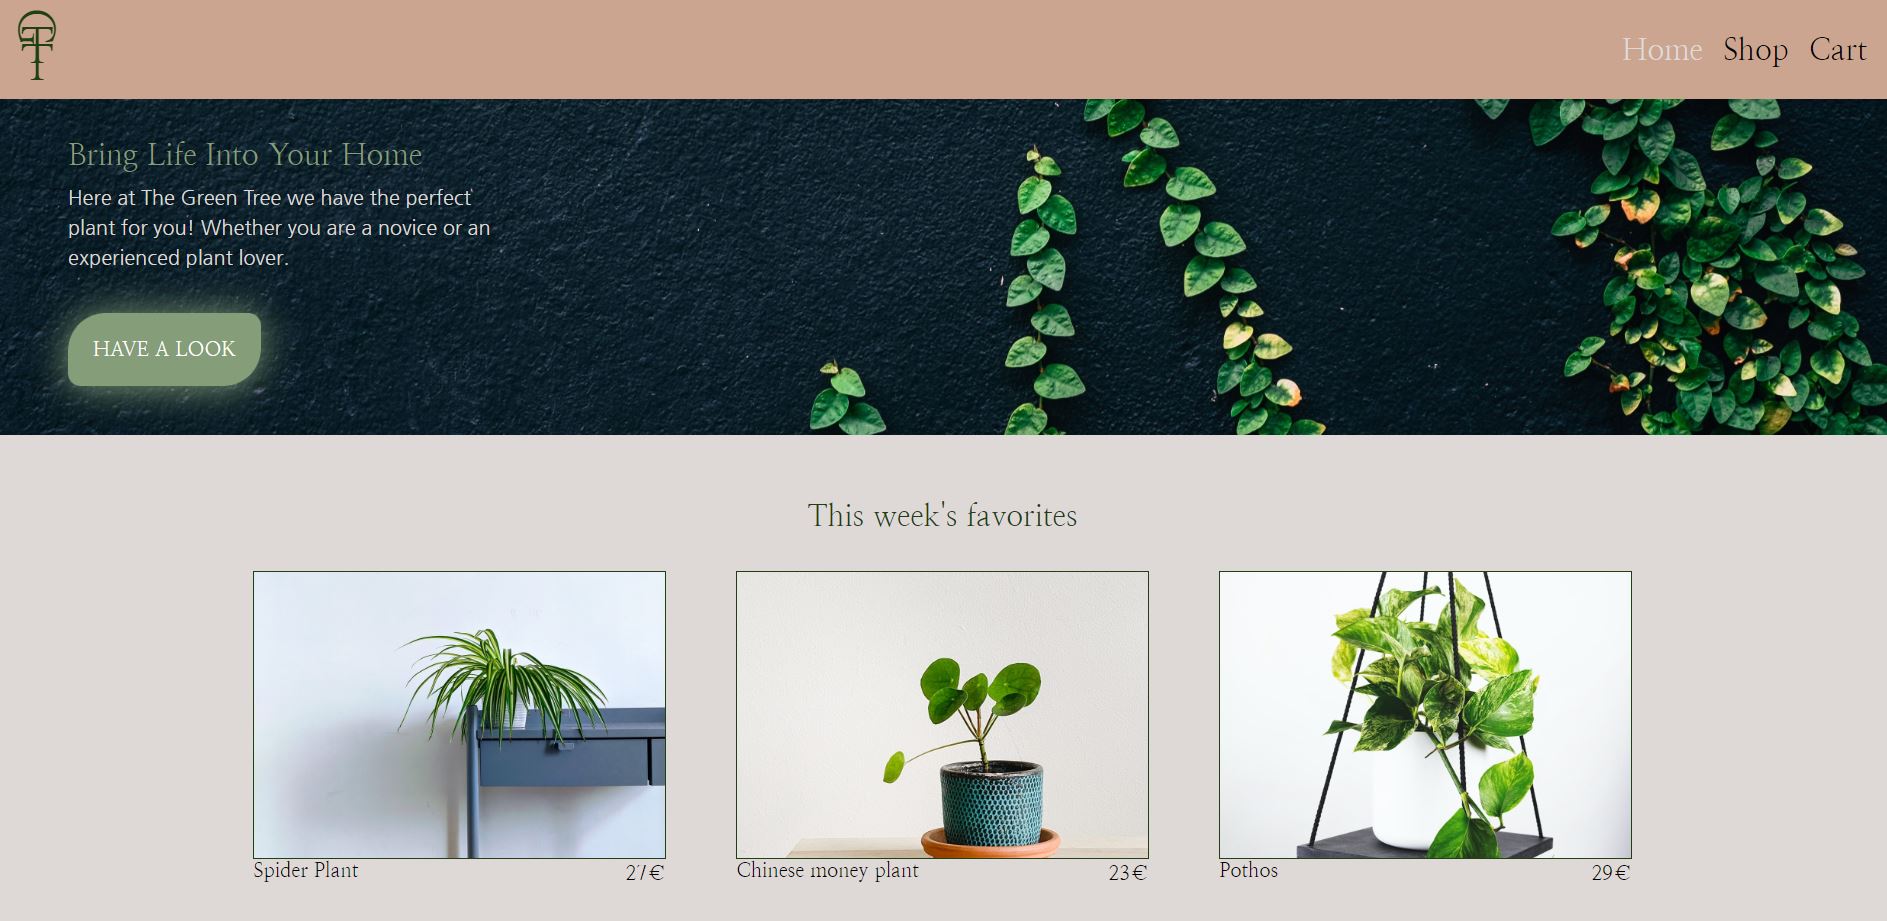 Home Shop Cart
Bring Life Into Your Home
Here at The Green Tree we have the perfect`
plant for you! Whether you are a novice or an
experienced plant lover.
HAVE A LOOK
This week's favorites
Spider Plant 27€
Chinese money plant 23€
Pothos 29€